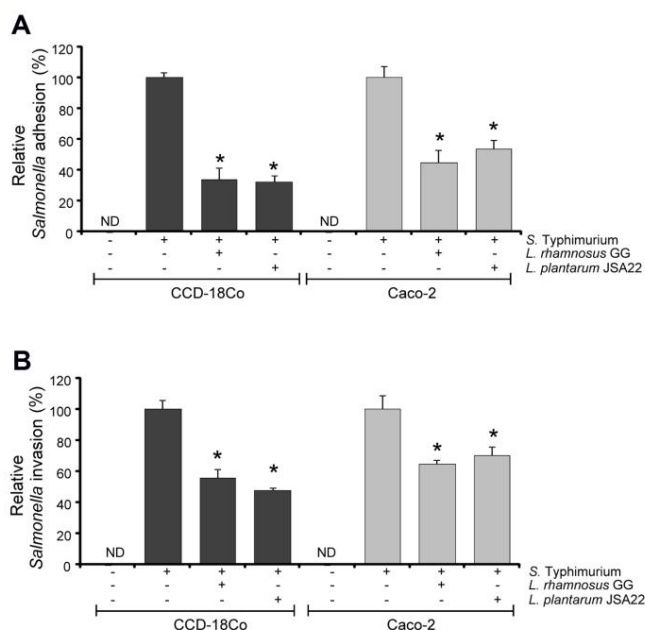 A
Relative
Salmonella adhesion (%)
120
100
80
60
40
20
0
ND
*
*
ND
*
*
- + + + - + + + S. Typhimurium
- - + - - - + - L. rhamnosus GG
- - - + - - - + L. plantarum JSA22
CCD-18Co Caco-2
B
Relative
Salmonella invasion (%)
120
100
80
60
40
20
0
ND
*
*
ND
*
*
- + + + - + + + S. Typhimurium
- - + - - - + - L. rhamnosus GG
- - - + - - - + L. plantarum JSA22
CCD-18Co Caco-2